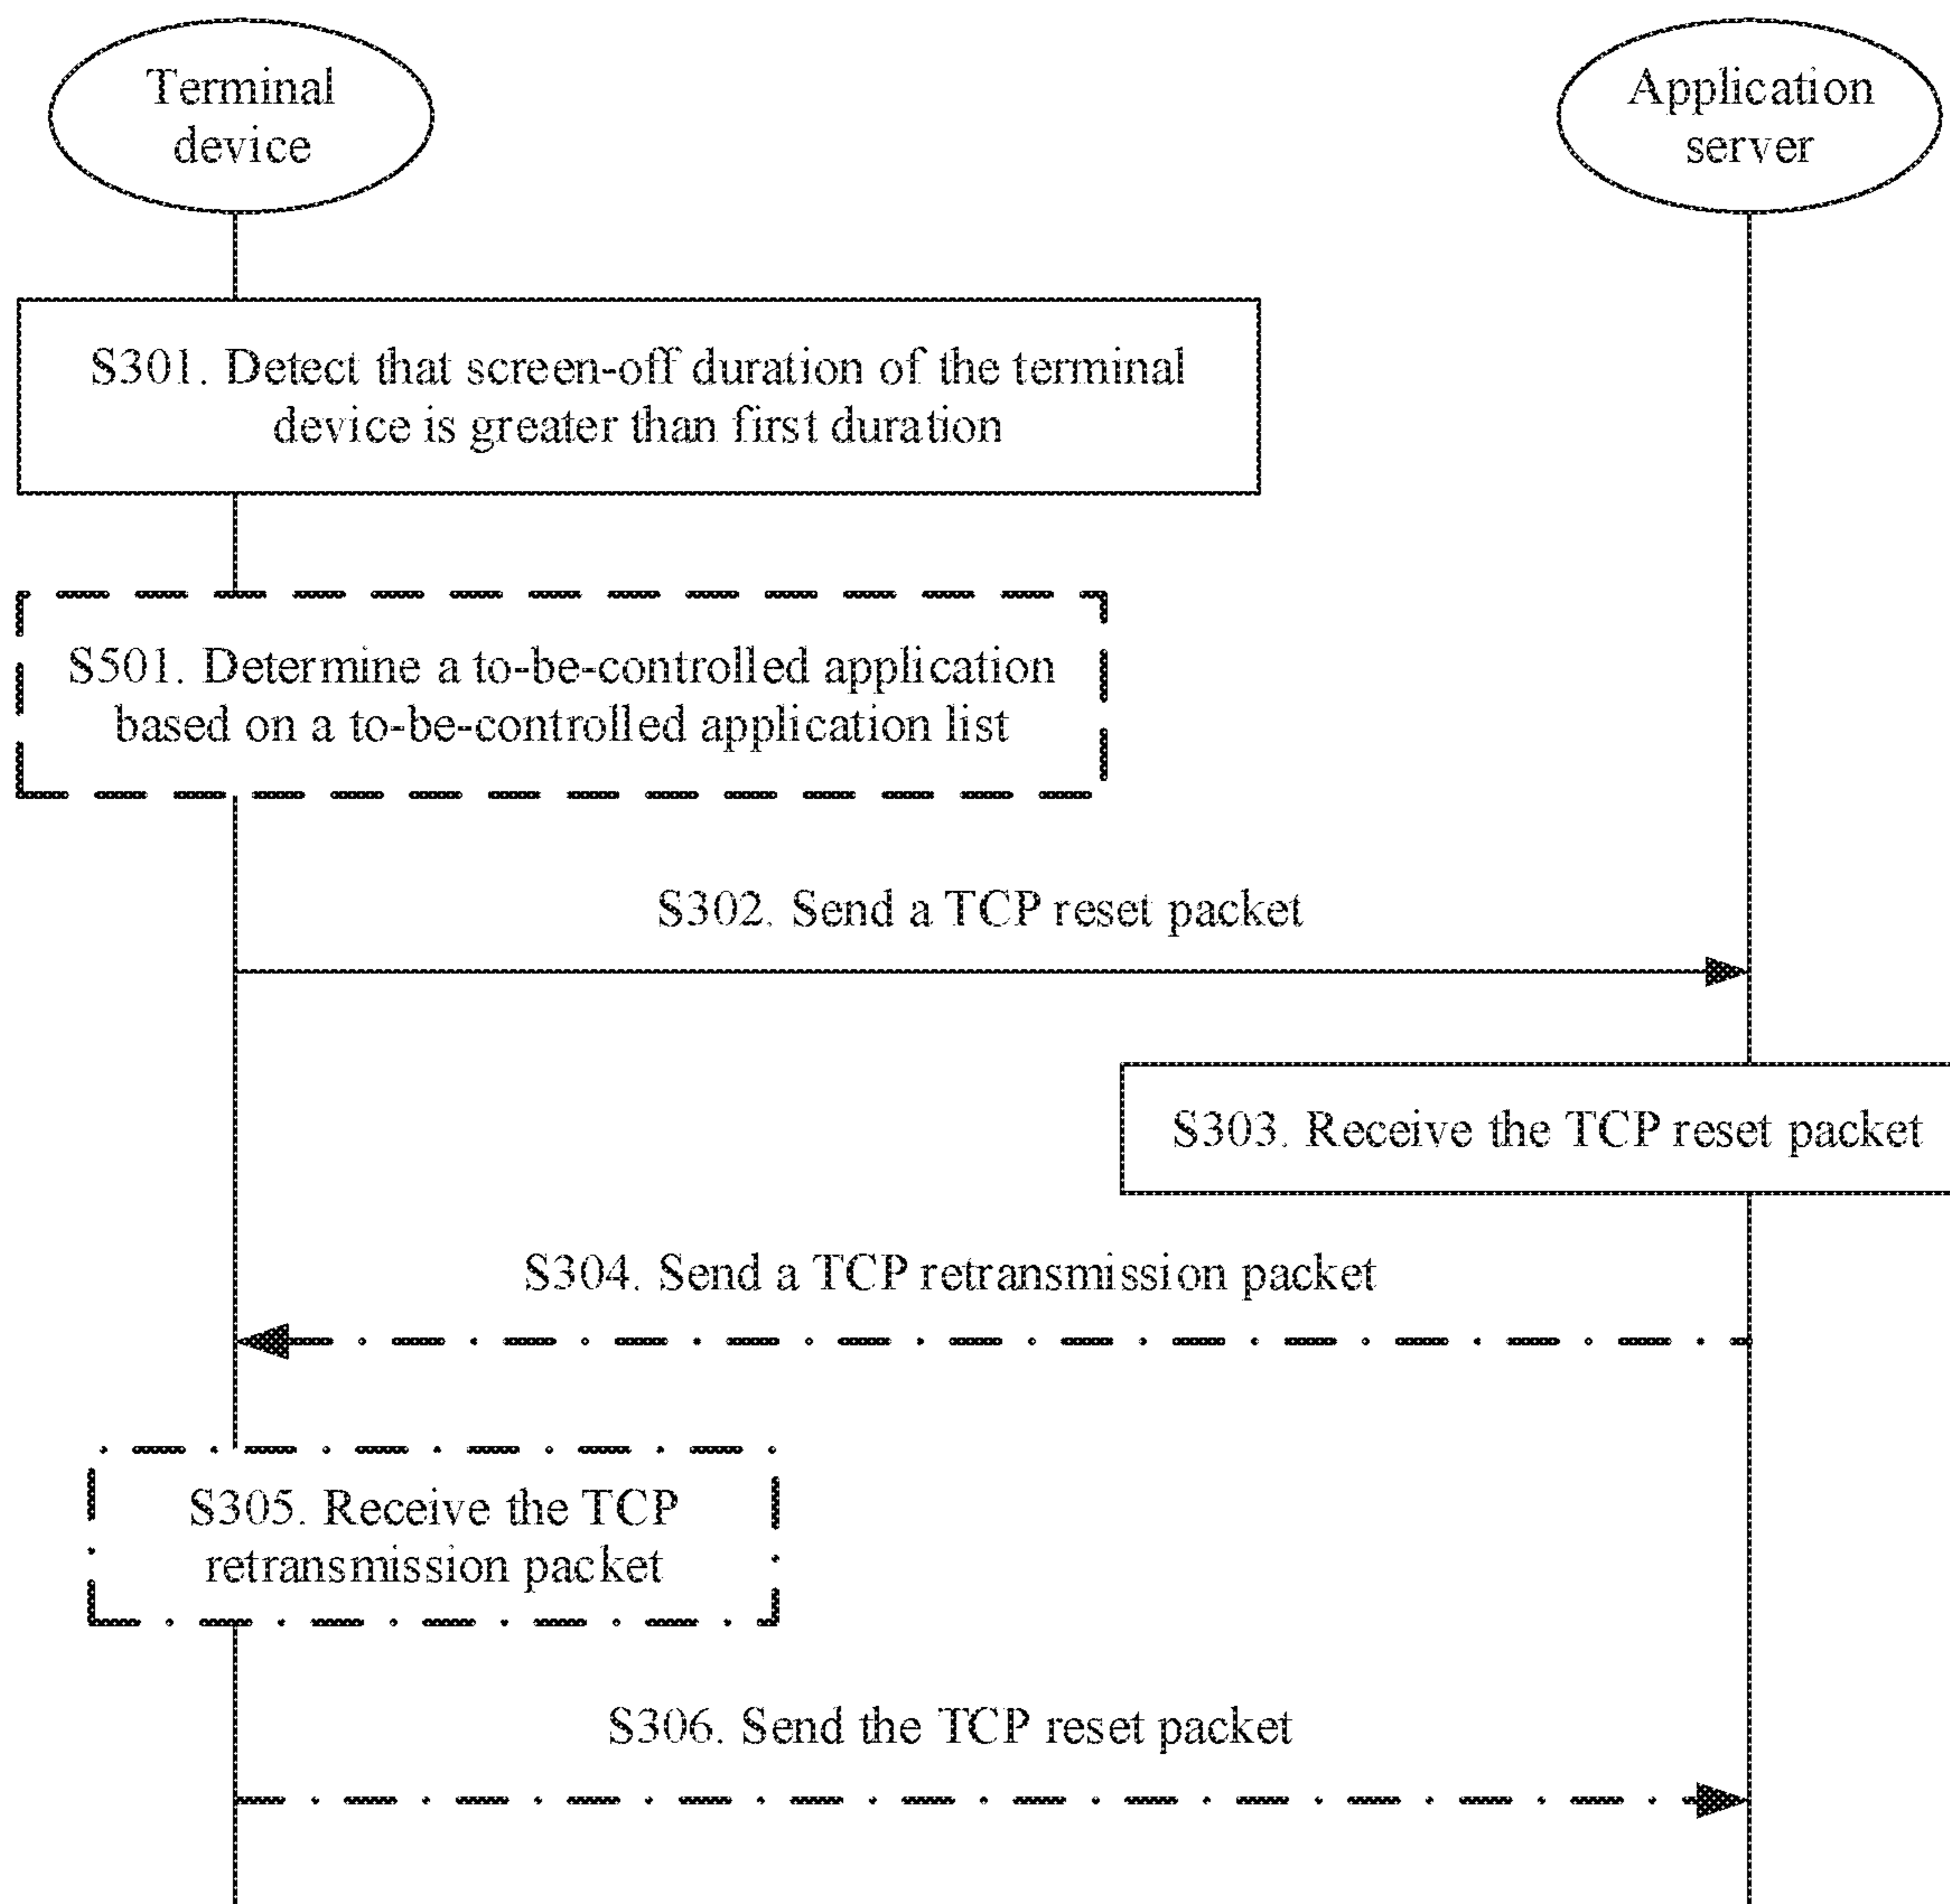 Terminal
device
Application
server
S301. Detect that screen-off duration of the terminal
device is greater than first duration
S501. Determine a to-be-controlled application
based on a to-be-controlled application list
S302. Send a TCP reset packet
S303. Receive the TCP reset packet
S304. Send a TCP retransmission packet
S305. Receive the TCP
retransmission packet
S306. Send the TCP reset packet